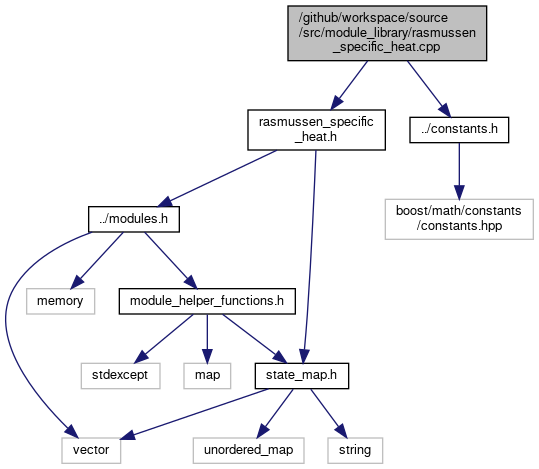 /github/workspace/source
/src/module_library/rasmussen
_specific_heat.cpp
rasmussen_specific
_heat.h
../constants.h
boost/math/constants
/constants.hpp
../modules.h
memory
module_helper_functions.h
stdexcept
map
state_map.h
vector
unordered_map
string